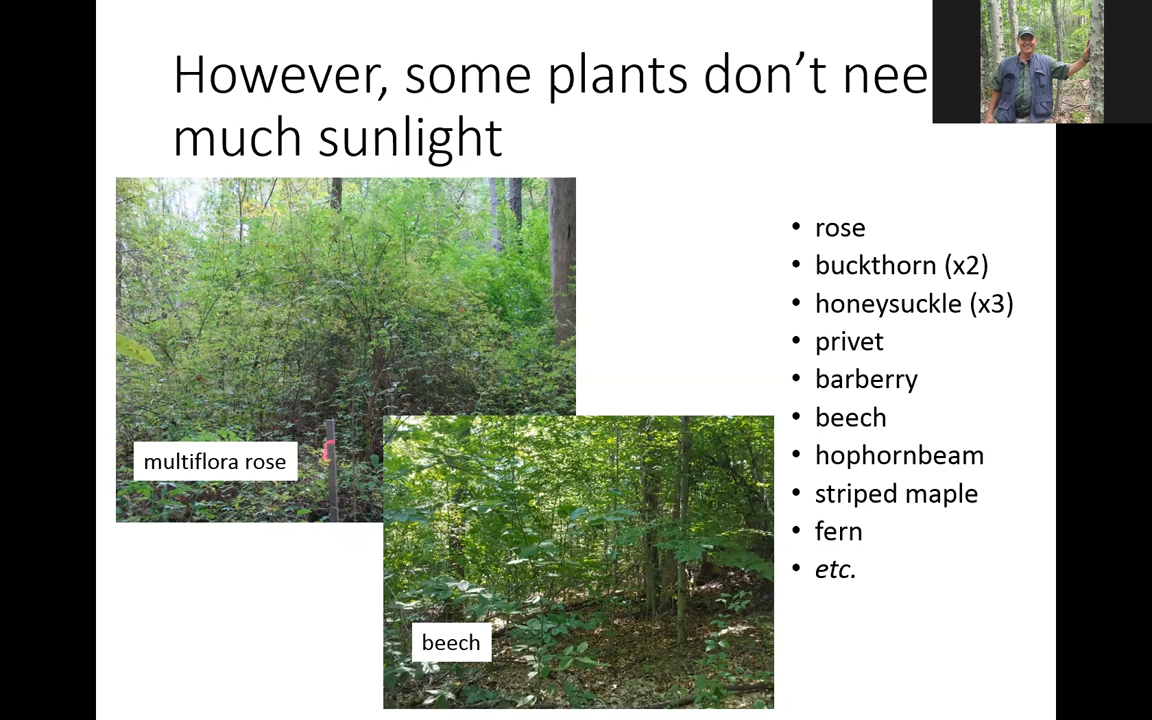 However, some plants don’t nee
much sunlight
multiflora rose
beech
• rose
• buckthorn (x2)
• honeysuckle (x3)
• privet
• barberry
• beech
• hophornbeam
• striped maple
• fern
• etc.